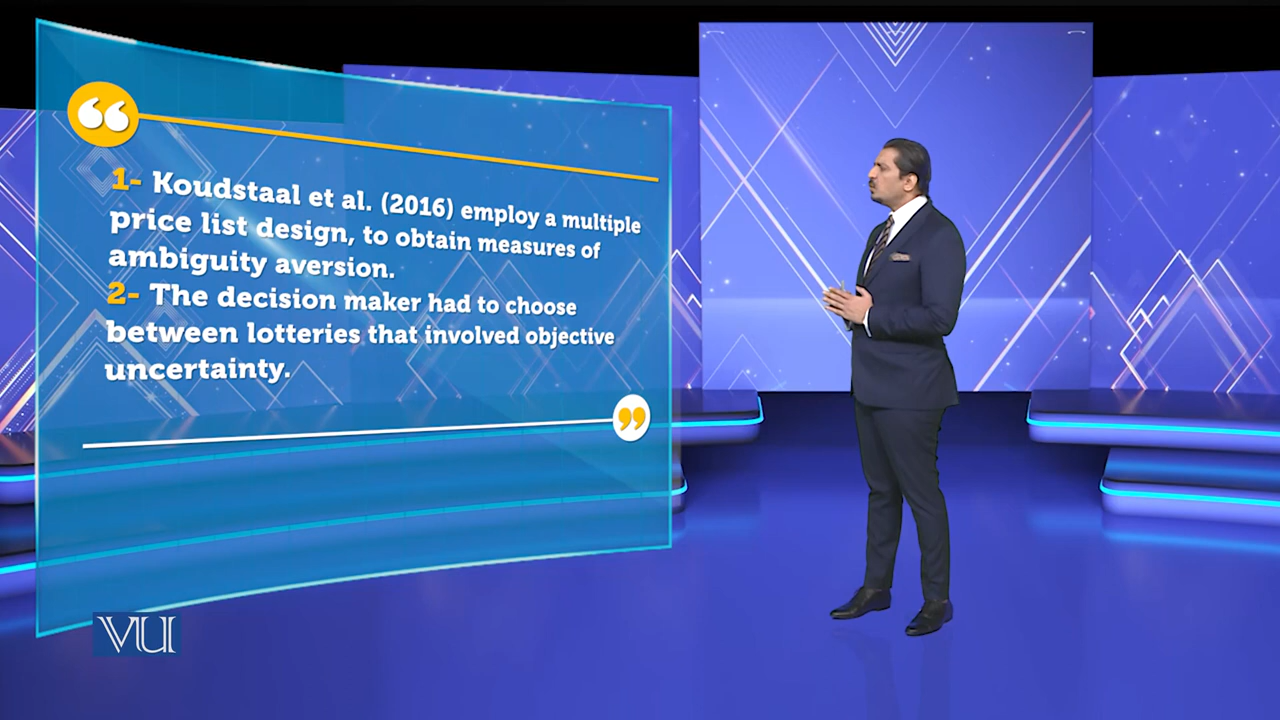 1- Koudstaal et al. (2016) employ a multiple
price list design, to obtain measures of
ambiguity aversion.
2- The decision maker had to choose
between lotteries that involved objective
uncertainty.
VU